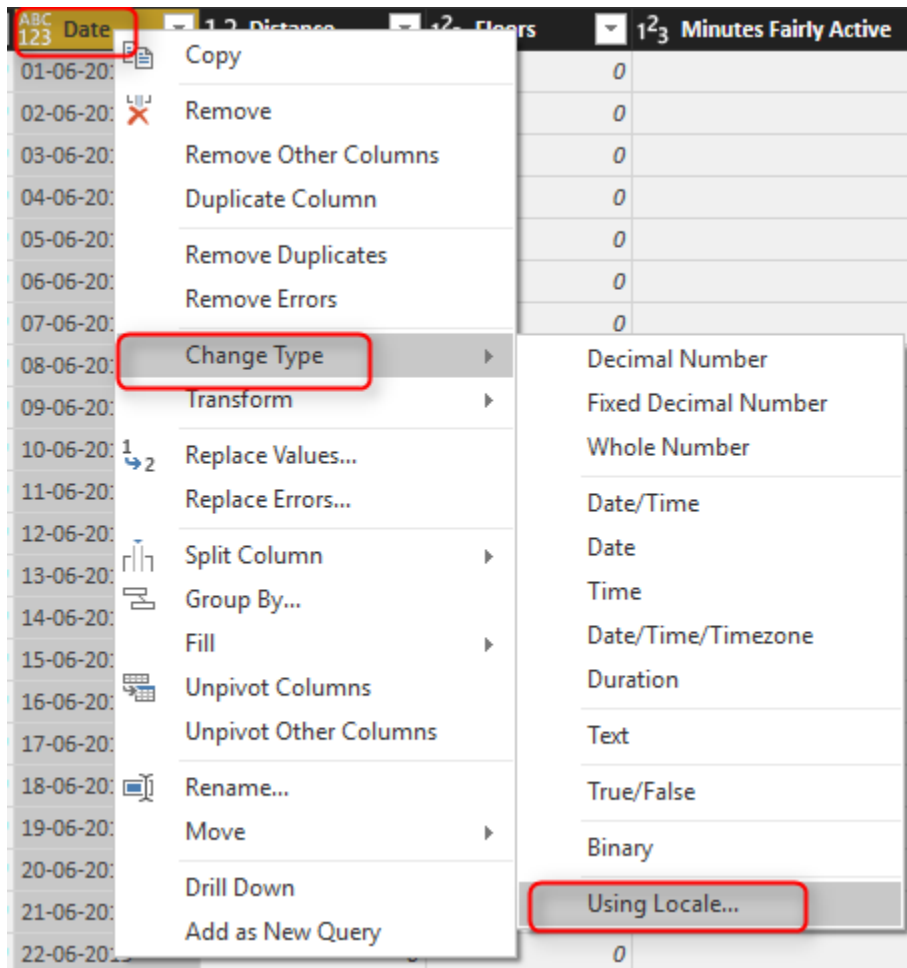 ABC 123 Date
1.2 Distance
1²3 Floors
1²3 Minutes Fairly Active
01-06-20
02-06-20
03-06-20
04-06-20
05-06-20
06-06-20
07-06-20
08-06-20
09-06-20
10-06-20
11-06-20
12-06-20
13-06-20
14-06-20
15-06-20
16-06-20
17-06-20
18-06-20
19-06-20
20-06-20
21-06-20
22-06-20
Copy
Remove
Remove Other Columns
Duplicate Column
Remove Duplicates
Remove Errors
Change Type
Transform
1 2 Replace Values...
Replace Errors...
Split Column
Group By...
Fill
Unpivot Columns
Unpivot Other Columns
Rename...
Move
Drill Down
Add as New Query
0
0
0
0
0
0
0
Decimal Number
Fixed Decimal Number
Whole Number
Date/Time
Date
Time
Date/Time/Timezone
Duration
Text
True/False
Binary
Using Locale...
0